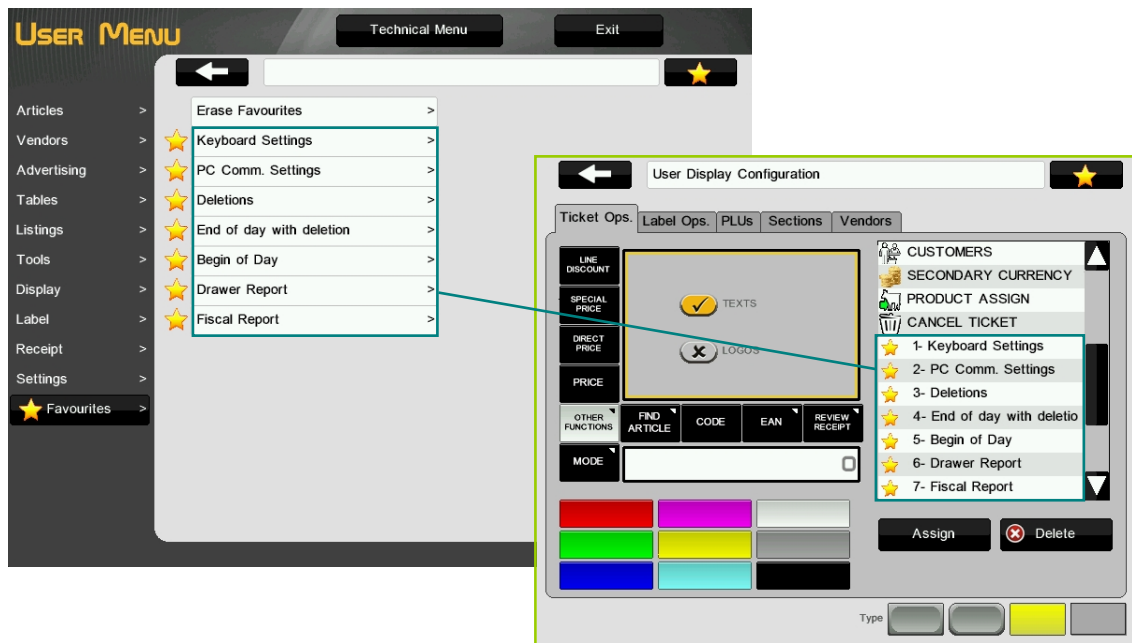 USER MENU
Technical Menu
Exit
Articles >
Vendors >
Advertising >
Tables >
Listings >
Tools >
Display >
Label >
Receipt >
Settings >
Favourites >
Erase Favourites >
Keyboard Settings >
PC Comm. Settings >
Deletions >
End of day with deletion >
Begin of Day >
Drawer Report >
Fiscal Report >
User Display Configuration
Ticket Ops. Label Ops. PLUs Sections Vendors
LINE
DISCOUNT
SPECIAL
PRICE
DIRECT
PRICE
PRICE
TEXTS
LOGOS
OTHER
FUNCTIONS
FIND
ARTICLE
CODE
EAN
REVIEW
RECEIPT
MODE
CUSTOMERS
SECONDARY CURRENCY
PRODUCT ASSIGN
CANCEL TICKET
1- Keyboard Settings
2- PC Comm. Settings
3- Deletions
4- End of day with deletio
5- Begin of Day
6- Drawer Report
7- Fiscal Report
Assign
Delete
Type